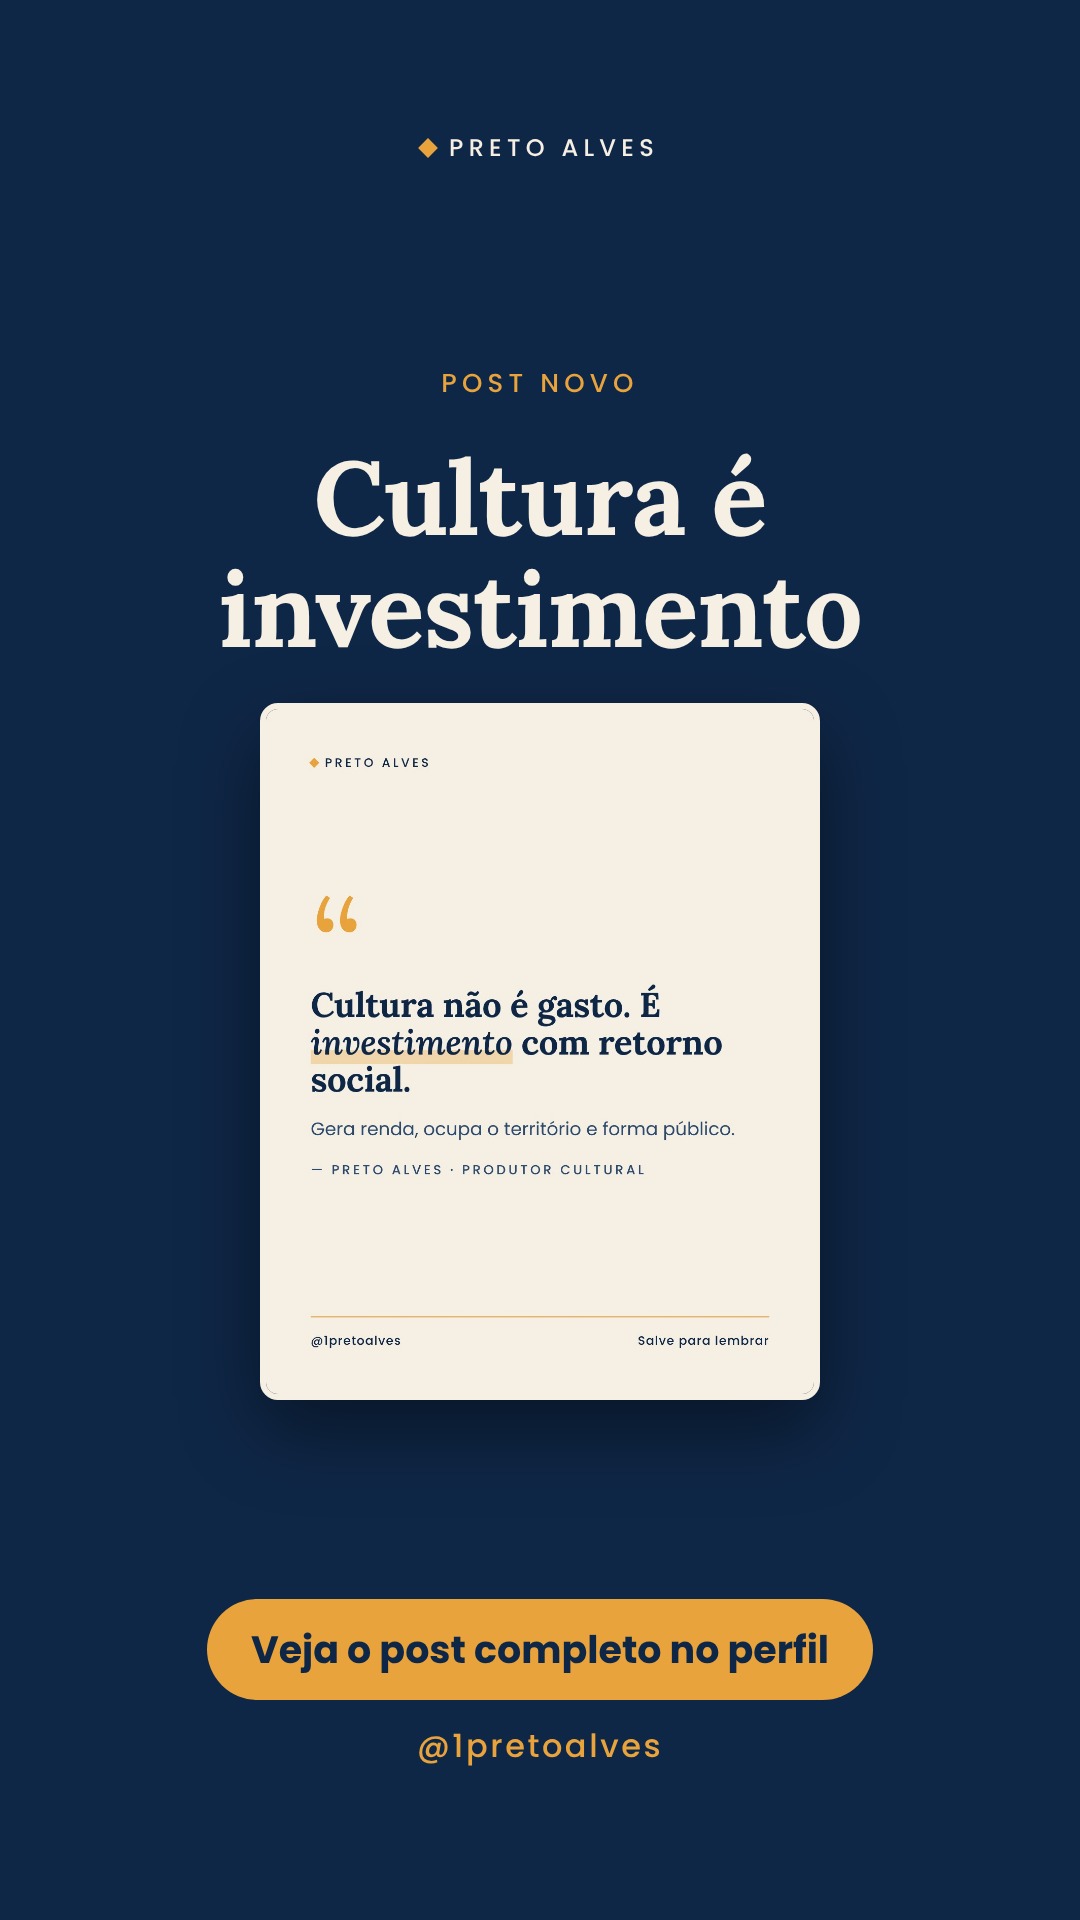 PRETO ALVES
POST NOVO
Cultura é
investimento
PRETO ALVES
“
Cultura não é gasto. É
investimento com retorno
social.
Gera renda, ocupa o território e forma público.
— PRETO ALVES · PRODUTOR CULTURAL
@1pretoalves
Salve para lembrar
Veja o post completo no perfil
@1pretoalves